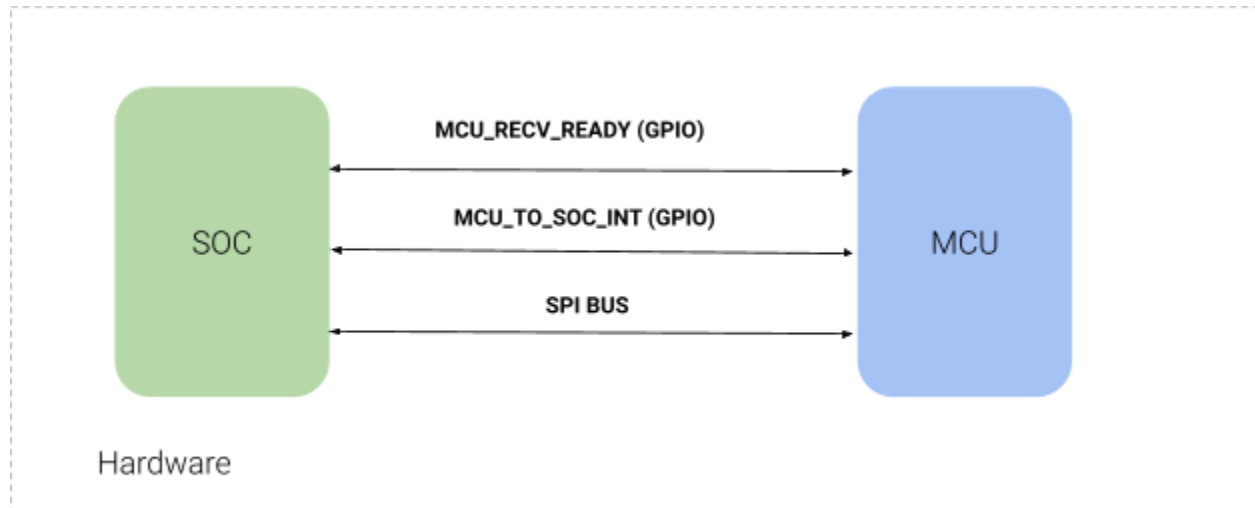 MCU_RECV_READY (GPIO)
MCU_TO_SOC_INT (GPIO)
SOC
MCU
SPI BUS
Hardware